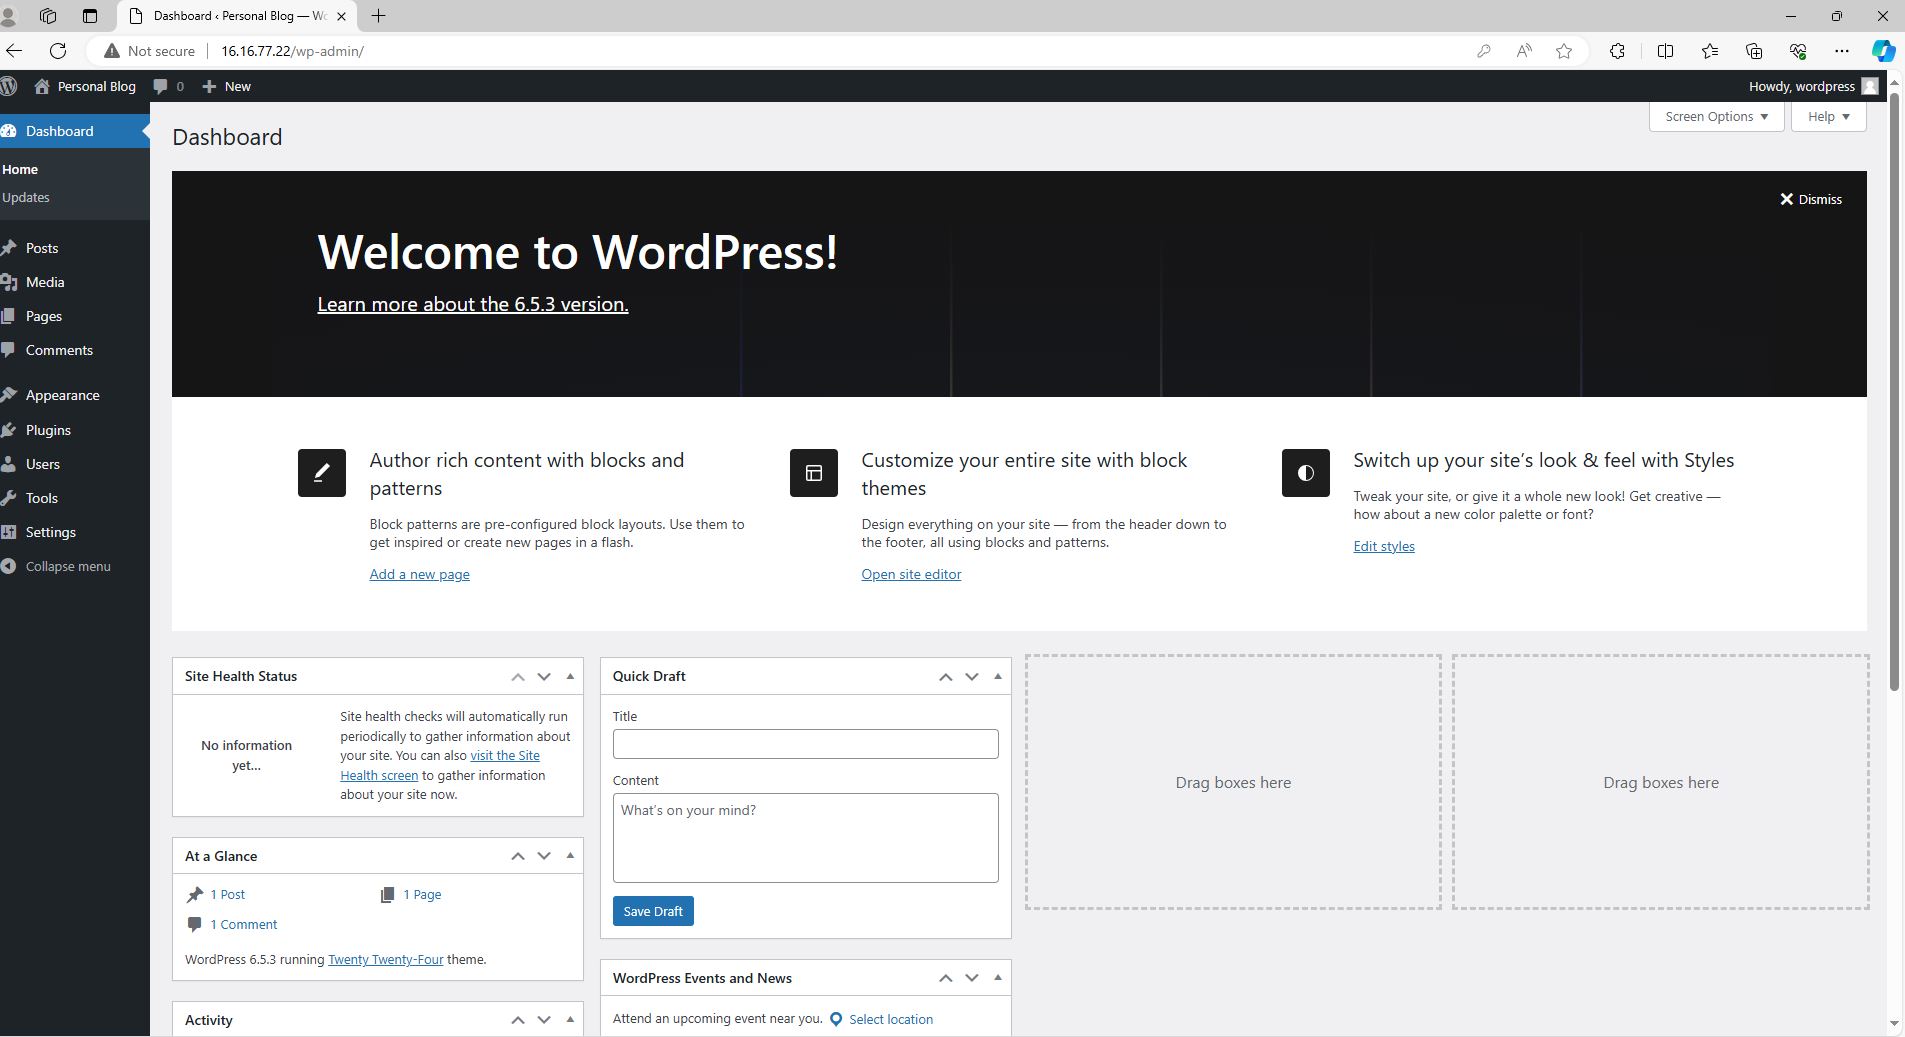 Dashboard ‹ Personal Blog — Wo
Not secure
16.16.77.22/wp-admin/
Personal Blog
0
New
Howdy, wordpress
Dashboard
Home
Updates
Posts
Media
Pages
Comments
Appearance
Plugins
Users
Tools
Settings
Collapse menu
Dashboard
Screen Options
Help
Dismiss
Welcome to WordPress!
Learn more about the 6.5.3 version.
Author rich content with blocks and
patterns
Block patterns are pre-configured block layouts. Use them to
get inspired or create new pages in a flash.
Add a new page
Customize your entire site with block
themes
Design everything on your site — from the header down to
the footer, all using blocks and patterns.
Open site editor
Switch up your site’s look & feel with Styles
Tweak your site, or give it a whole new look! Get creative —
how about a new color palette or font?
Edit styles
Site Health Status
No information
yet…
Site health checks will automatically run
periodically to gather information about
your site. You can also visit the Site
Health screen to gather information
about your site now.
At a Glance
1 Post
1 Page
1 Comment
WordPress 6.5.3 running Twenty Twenty-Four theme.
Activity
Quick Draft
Title
Content
What’s on your mind?
Save Draft
WordPress Events and News
Attend an upcoming event near you.
Select location
Drag boxes here
Drag boxes here